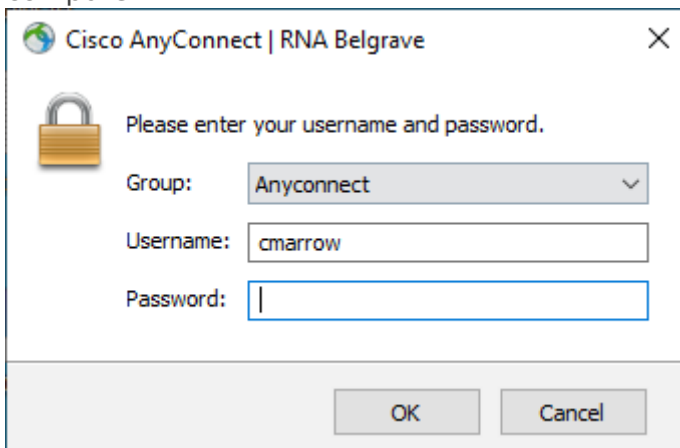 Cisco AnyConnect | RNA Belgrave
Please enter your username and password.
Group: Anyconnect
Username: cmarrow
Password:
OK Cancel